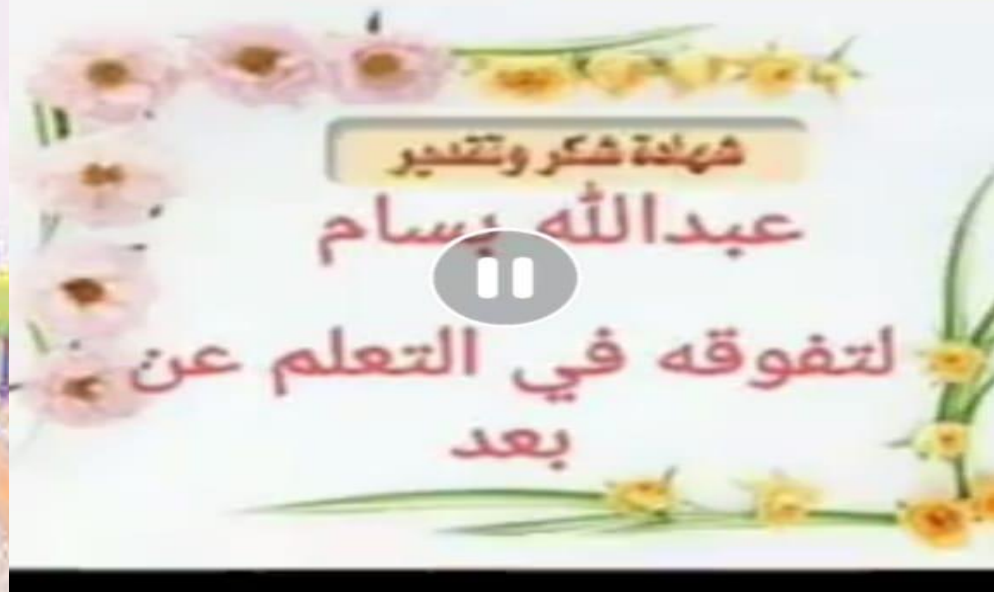 شهادة شكر وتقدير
عبدالله بسام
لتفوقه في التعلم عن
بعد